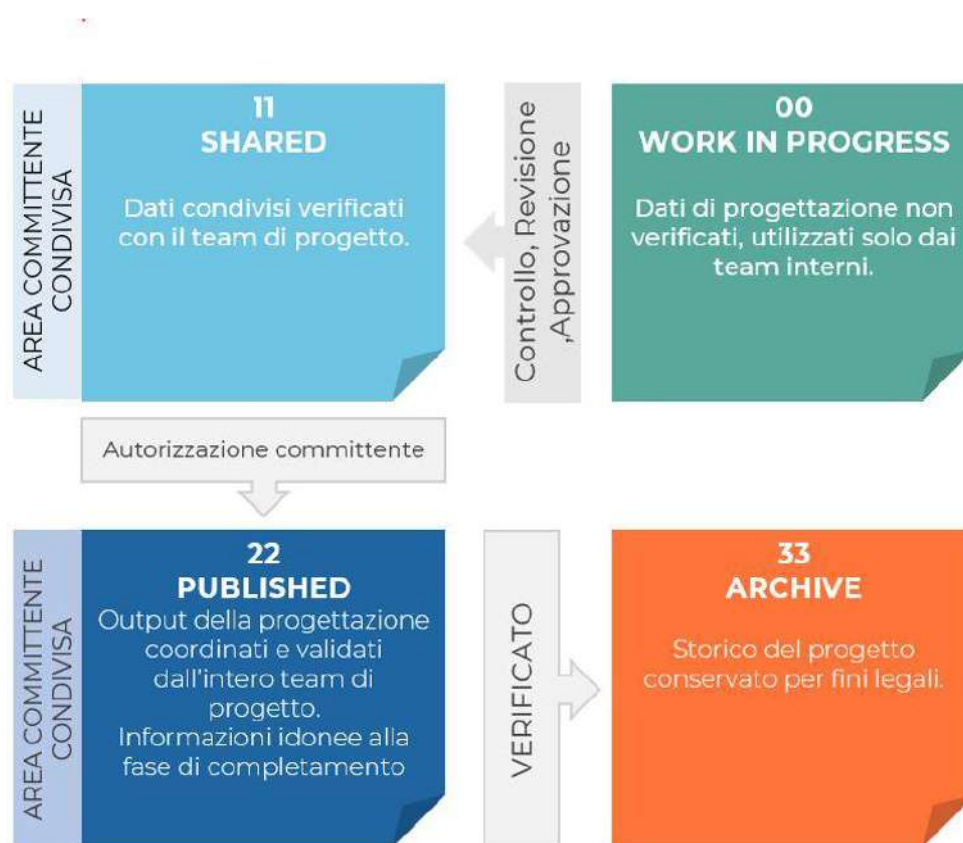 AREA COMMITTENTE
CONDIVISA
11
SHARED
Dati condivisi verificati
con il team di progetto.
Controllo, Revisione
,Approvazione
00
WORK IN PROGRESS
Dati di progettazione non
verificati, utilizzati solo dai
team interni.
Autorizzazione committente
AREA COMMITTENTE
CONDIVISA
22
PUBLISHED
Output della progettazione
coordinati e validati
dall'intero team di
progetto.
Informazioni idonee alla
fase di completamento
VERIFICATO
33
ARCHIVE
Storico del progetto
conservato per fini legali.